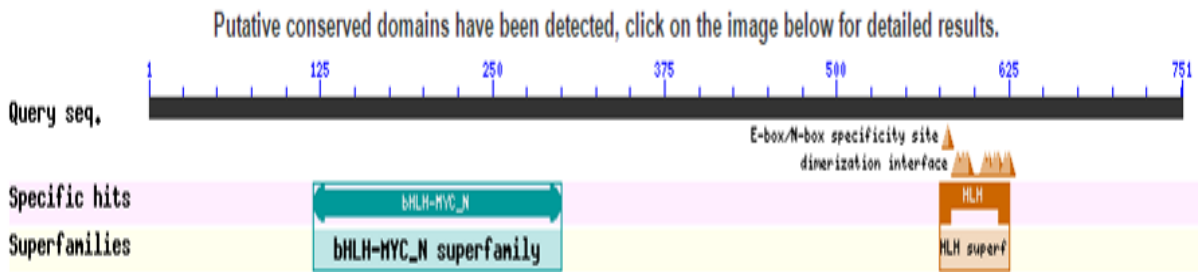 Putative conserved domains have been detected, click on the image below for detailed results.
1 125 250 375 500 625 751
Query seq.
E-box/N-box specificity site
dimerization interface
Specific hits bHLH-MYC_N HLH
Superfamilies bHLH-MYC_N superfamily HLH superf